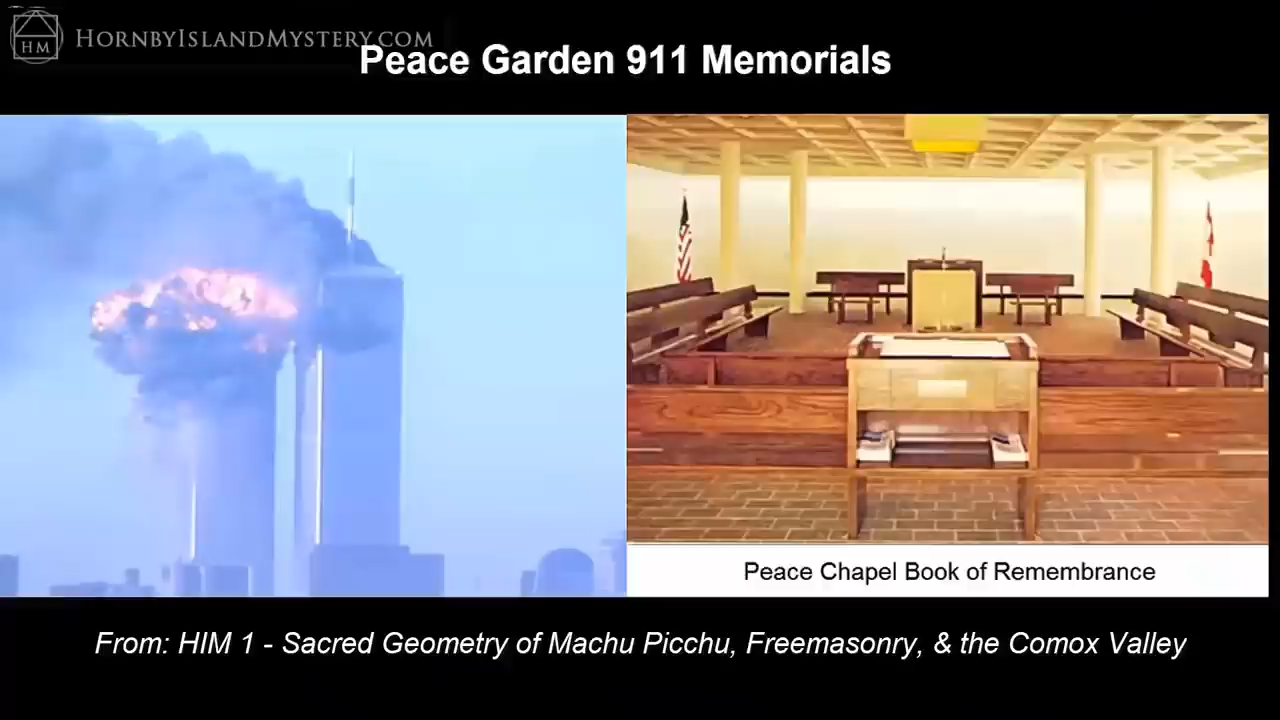 HM
HORNBYISLANDMYSTERY.COM
Peace Garden 911 Memorials
Peace Chapel Book of Remembrance
From: HIM 1 - Sacred Geometry of Machu Picchu, Freemasonry, & the Comox Valley